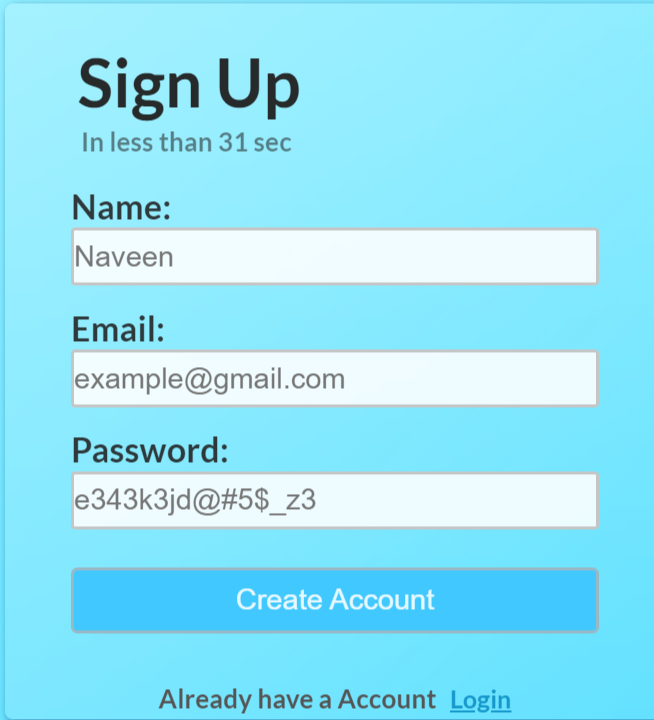 Sign Up
In less than 31 sec
Name:
Naveen
Email:
example@gmail.com
Password:
e343k3jd@#5$_z3
Create Account
Already have a Account Login